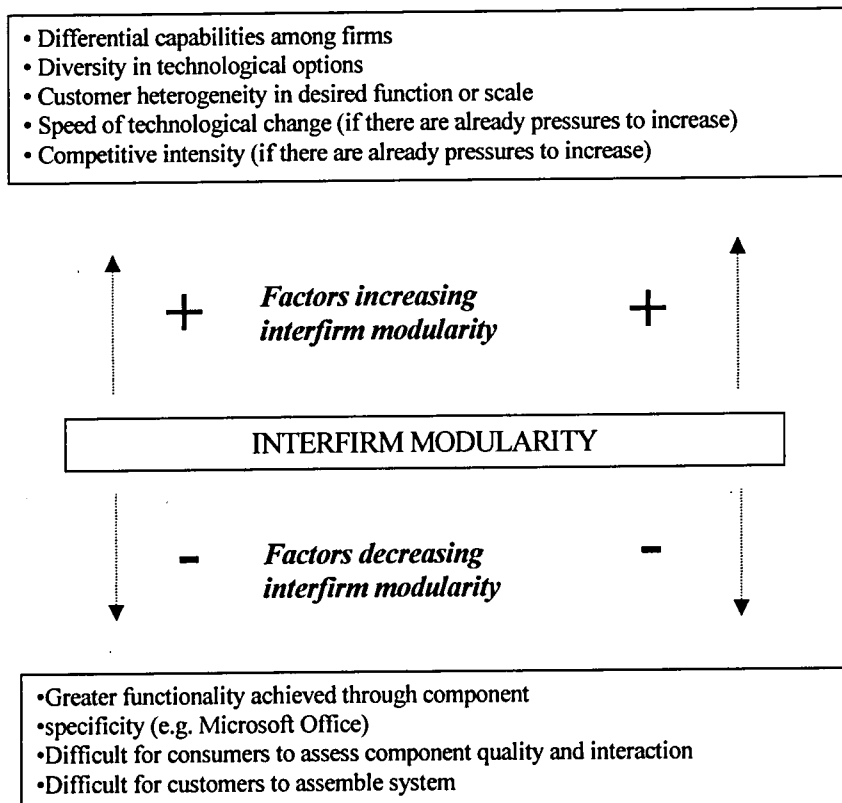 • Differential capabilities among firms
• Diversity in technological options
• Customer heterogeneity in desired function or scale
• Speed of technological change (if there are already pressures to increase)
• Competitive intensity (if there are already pressures to increase)
+ Factors increasing +
interfirm modularity
INTERFIRM MODULARITY
- Factors decreasing -
interfirm modularity
•Greater functionality achieved through component
•specificity (e.g. Microsoft Office)
•Difficult for consumers to assess component quality and interaction
•Difficult for customers to assemble system